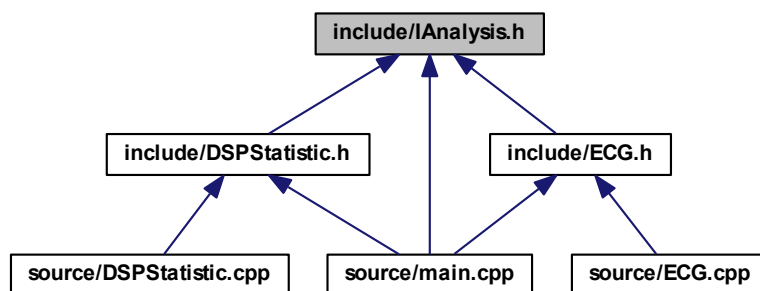 include/IAnalysis.h
include/DSPStatistic.h
include/ECG.h
source/DSPStatistic.cpp
source/main.cpp
source/ECG.cpp